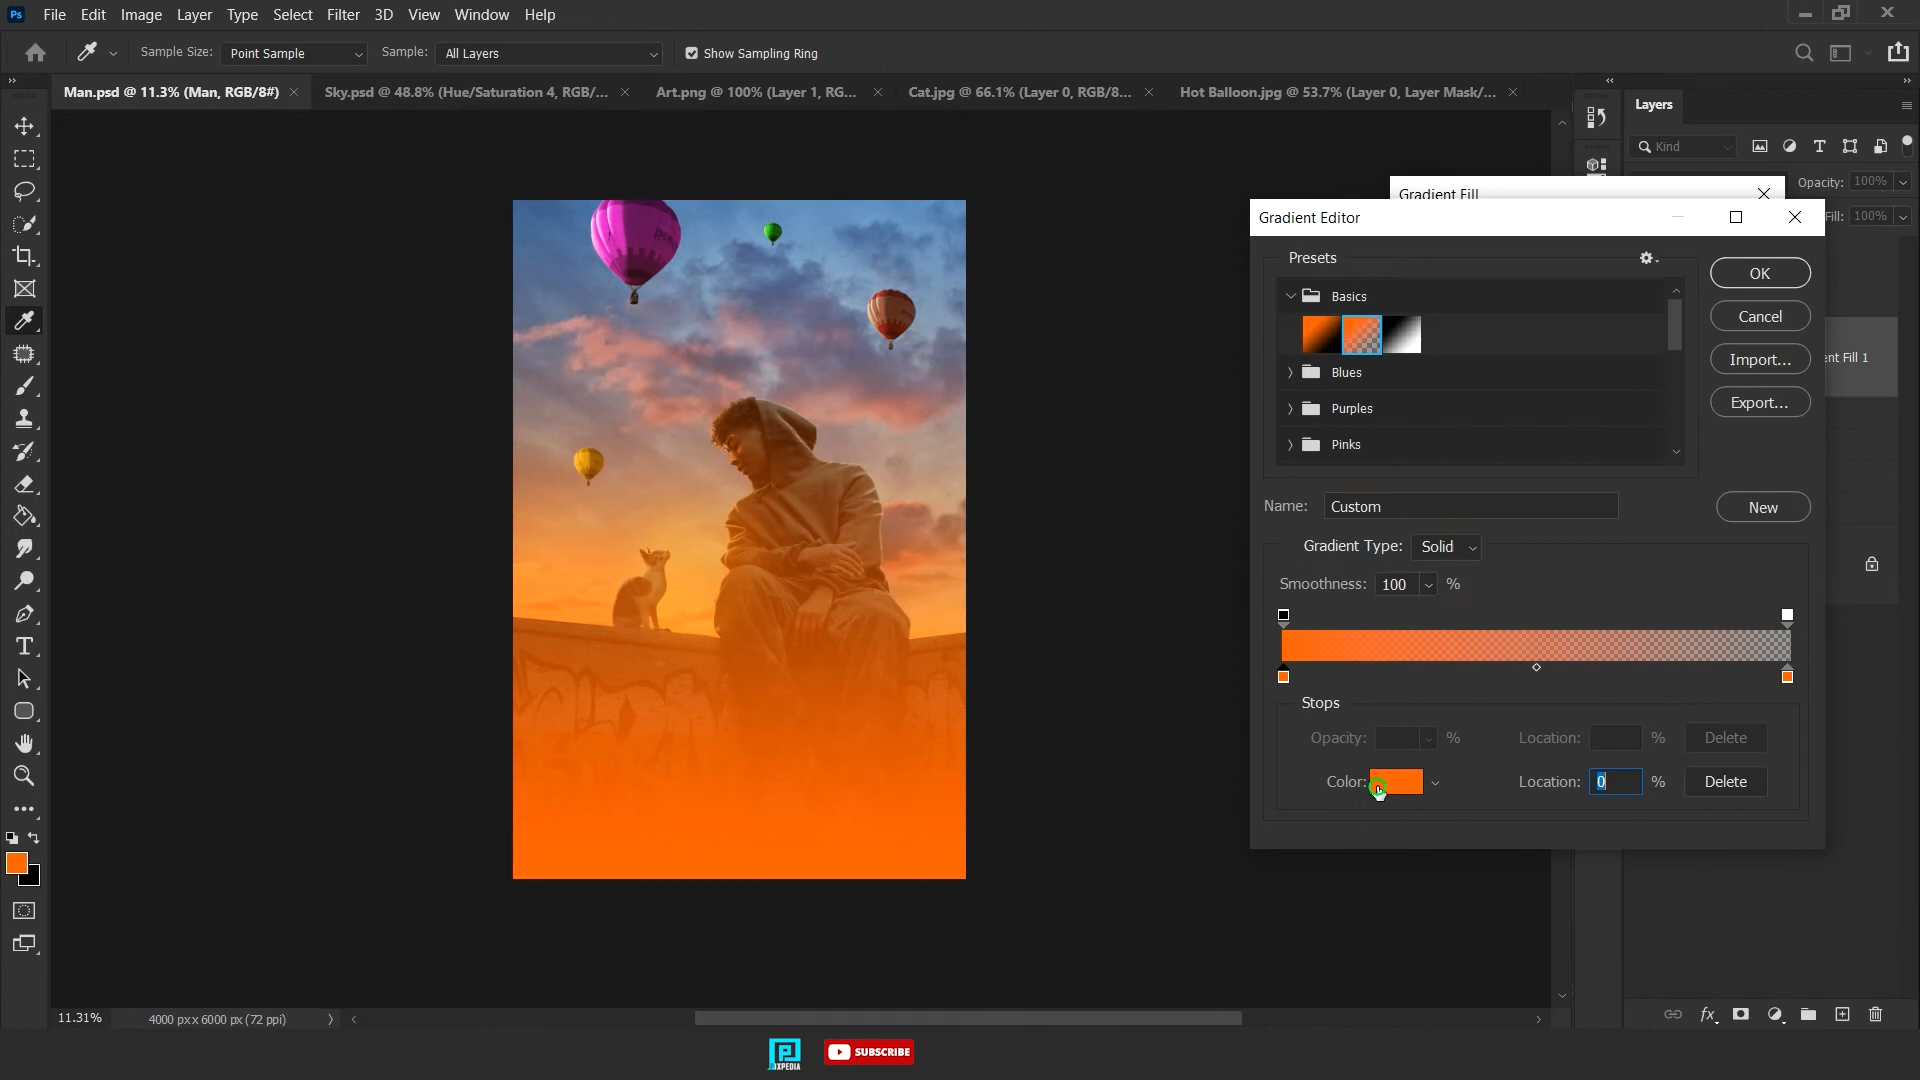 Ps File Edit Image Layer Type Select Filter 3D View Window Help
Sample Size: Point Sample Sample: All Layers Show Sampling Ring
Man.psd @ 11.3% (Man, RGB/8#) Sky.psd @ 48.8% (Hue/Saturation 4, RGB/... Art.png @ 100% (Layer 1, RG... Cat.jpg @ 66.1% (Layer 0, RGB/8... Hot Balloon.jpg @ 53.7% (Layer 0, Layer Mask/...
Layers
Kind
Opacity: 100%
Fill: 100%
Gradient Fill
Gradient Editor
Presets
Basics
Blues
Purples
Pinks
OK
Cancel
Import...
Export...
ent Fill 1
Name: Custom New
Gradient Type: Solid
Smoothness: 100 %
Stops
Opacity: % Location: % Delete
Color: Location: 0 % Delete
11.31% 4000 px x 6000 px (72 ppi)
PIXPEDIA
SUBSCRIBE